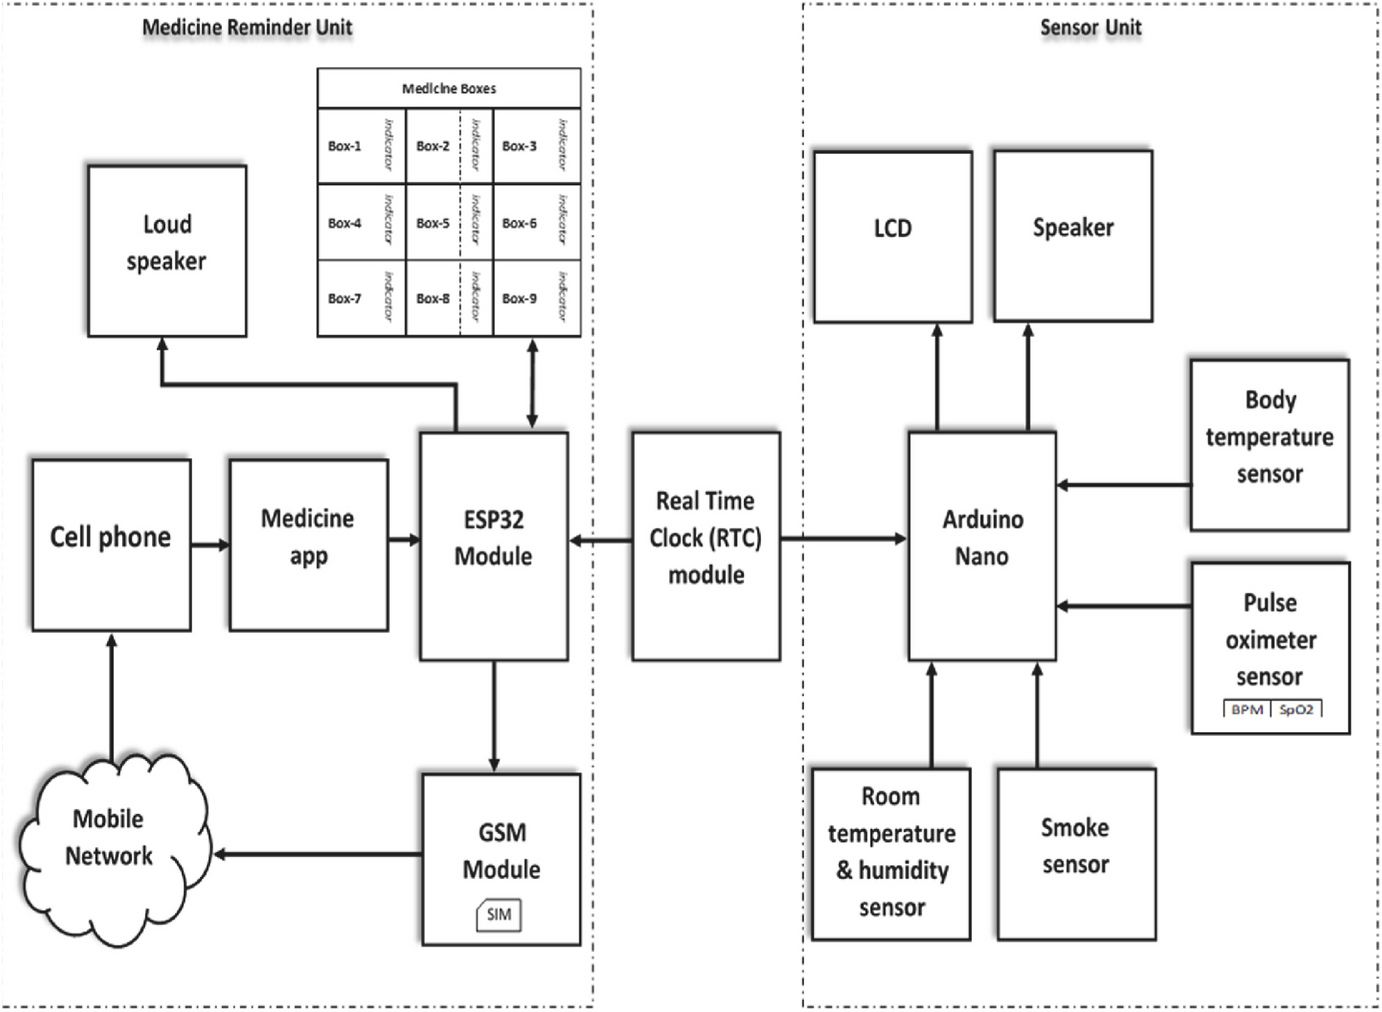 Medicine Reminder Unit
Sensor Unit
Medicine Boxes
Box-1 indicator Box-2 indicator Box-3 indicator
Box-4 indicator Box-5 indicator Box-6 indicator
Box-7 indicator Box-8 indicator Box-9 indicator
Loud
speaker
LCD
Speaker
Body
temperature
sensor
Cell phone
Medicine
app
ESP32
Module
Real Time
Clock (RTC)
module
Arduino
Nano
Pulse
oximeter
sensor
BPM SpO2
Mobile
Network
GSM
Module
SIM
Room
temperature
& humidity
sensor
Smoke
sensor